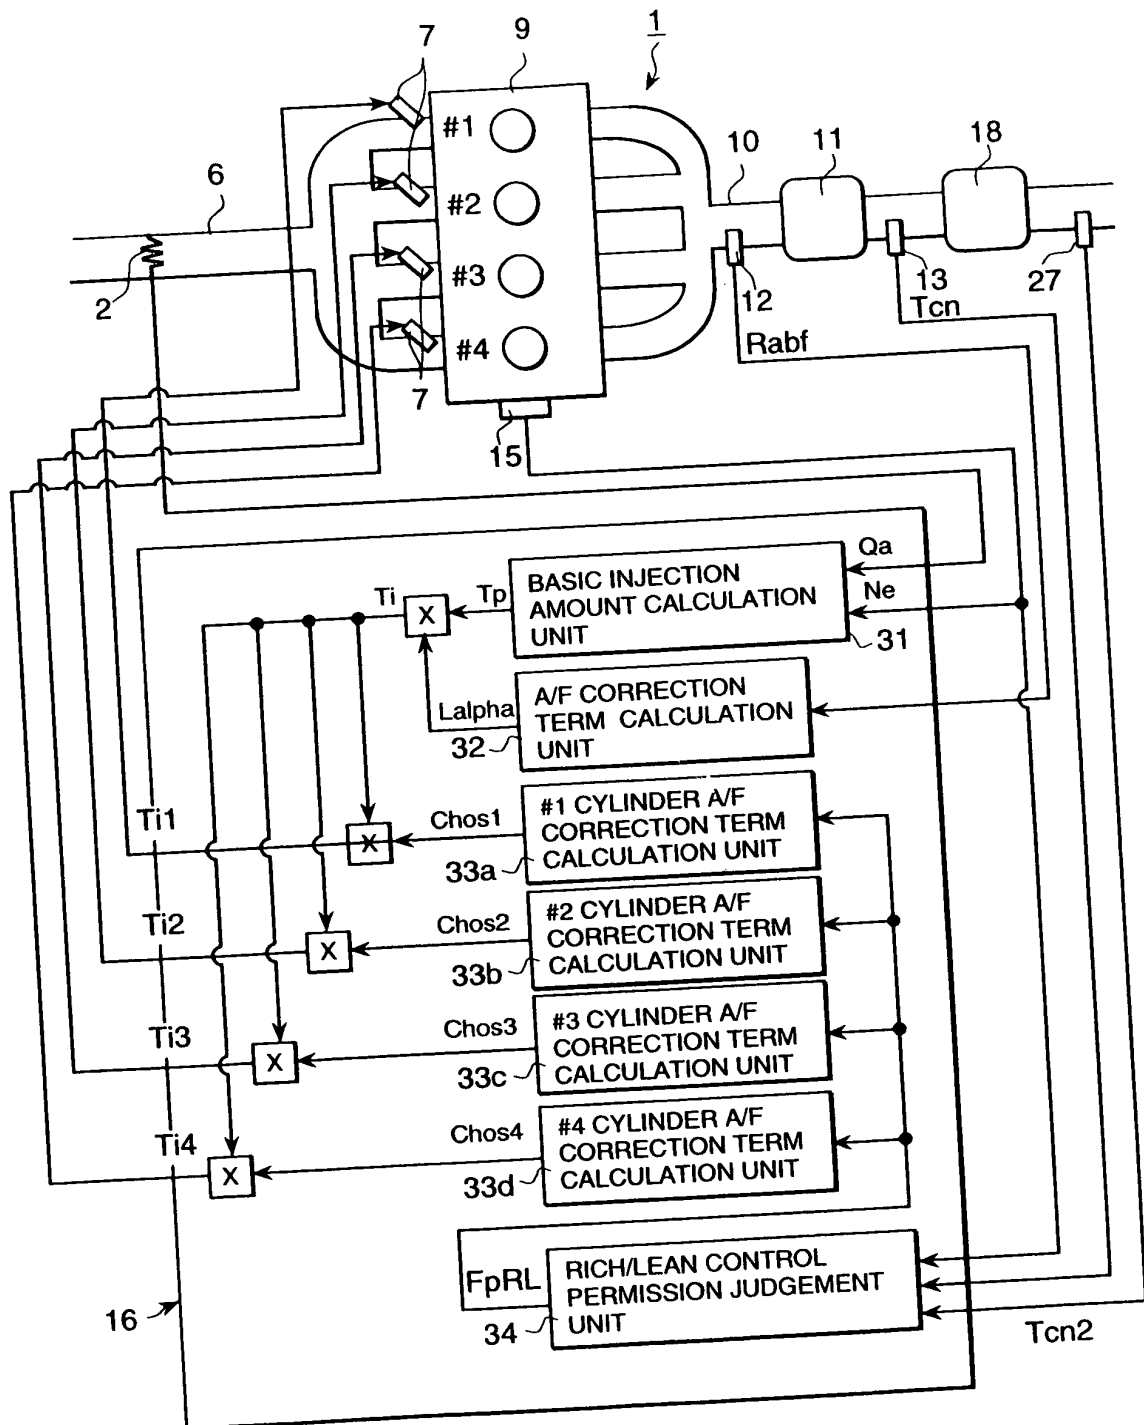 1
7
9
6
#1
10
11
18
#2
2
#3
12
13
27
Tcn
#4
Rabf
7
7
15
Qa
BASIC INJECTION
AMOUNT CALCULATION
UNIT
Ti
X
Tp
Ne
31
A/F CORRECTION
TERM CALCULATION
UNIT
Lalpha
32
Ti1
X
Chos1
#1 CYLINDER A/F
CORRECTION TERM
CALCULATION UNIT
33a
Ti2
X
Chos2
#2 CYLINDER A/F
CORRECTION TERM
CALCULATION UNIT
33b
Ti3
X
Chos3
#3 CYLINDER A/F
CORRECTION TERM
CALCULATION UNIT
33c
Ti4
X
Chos4
#4 CYLINDER A/F
CORRECTION TERM
CALCULATION UNIT
33d
FpRL
RICH/LEAN CONTROL
PERMISSION JUDGEMENT
UNIT
34
16
Tcn2